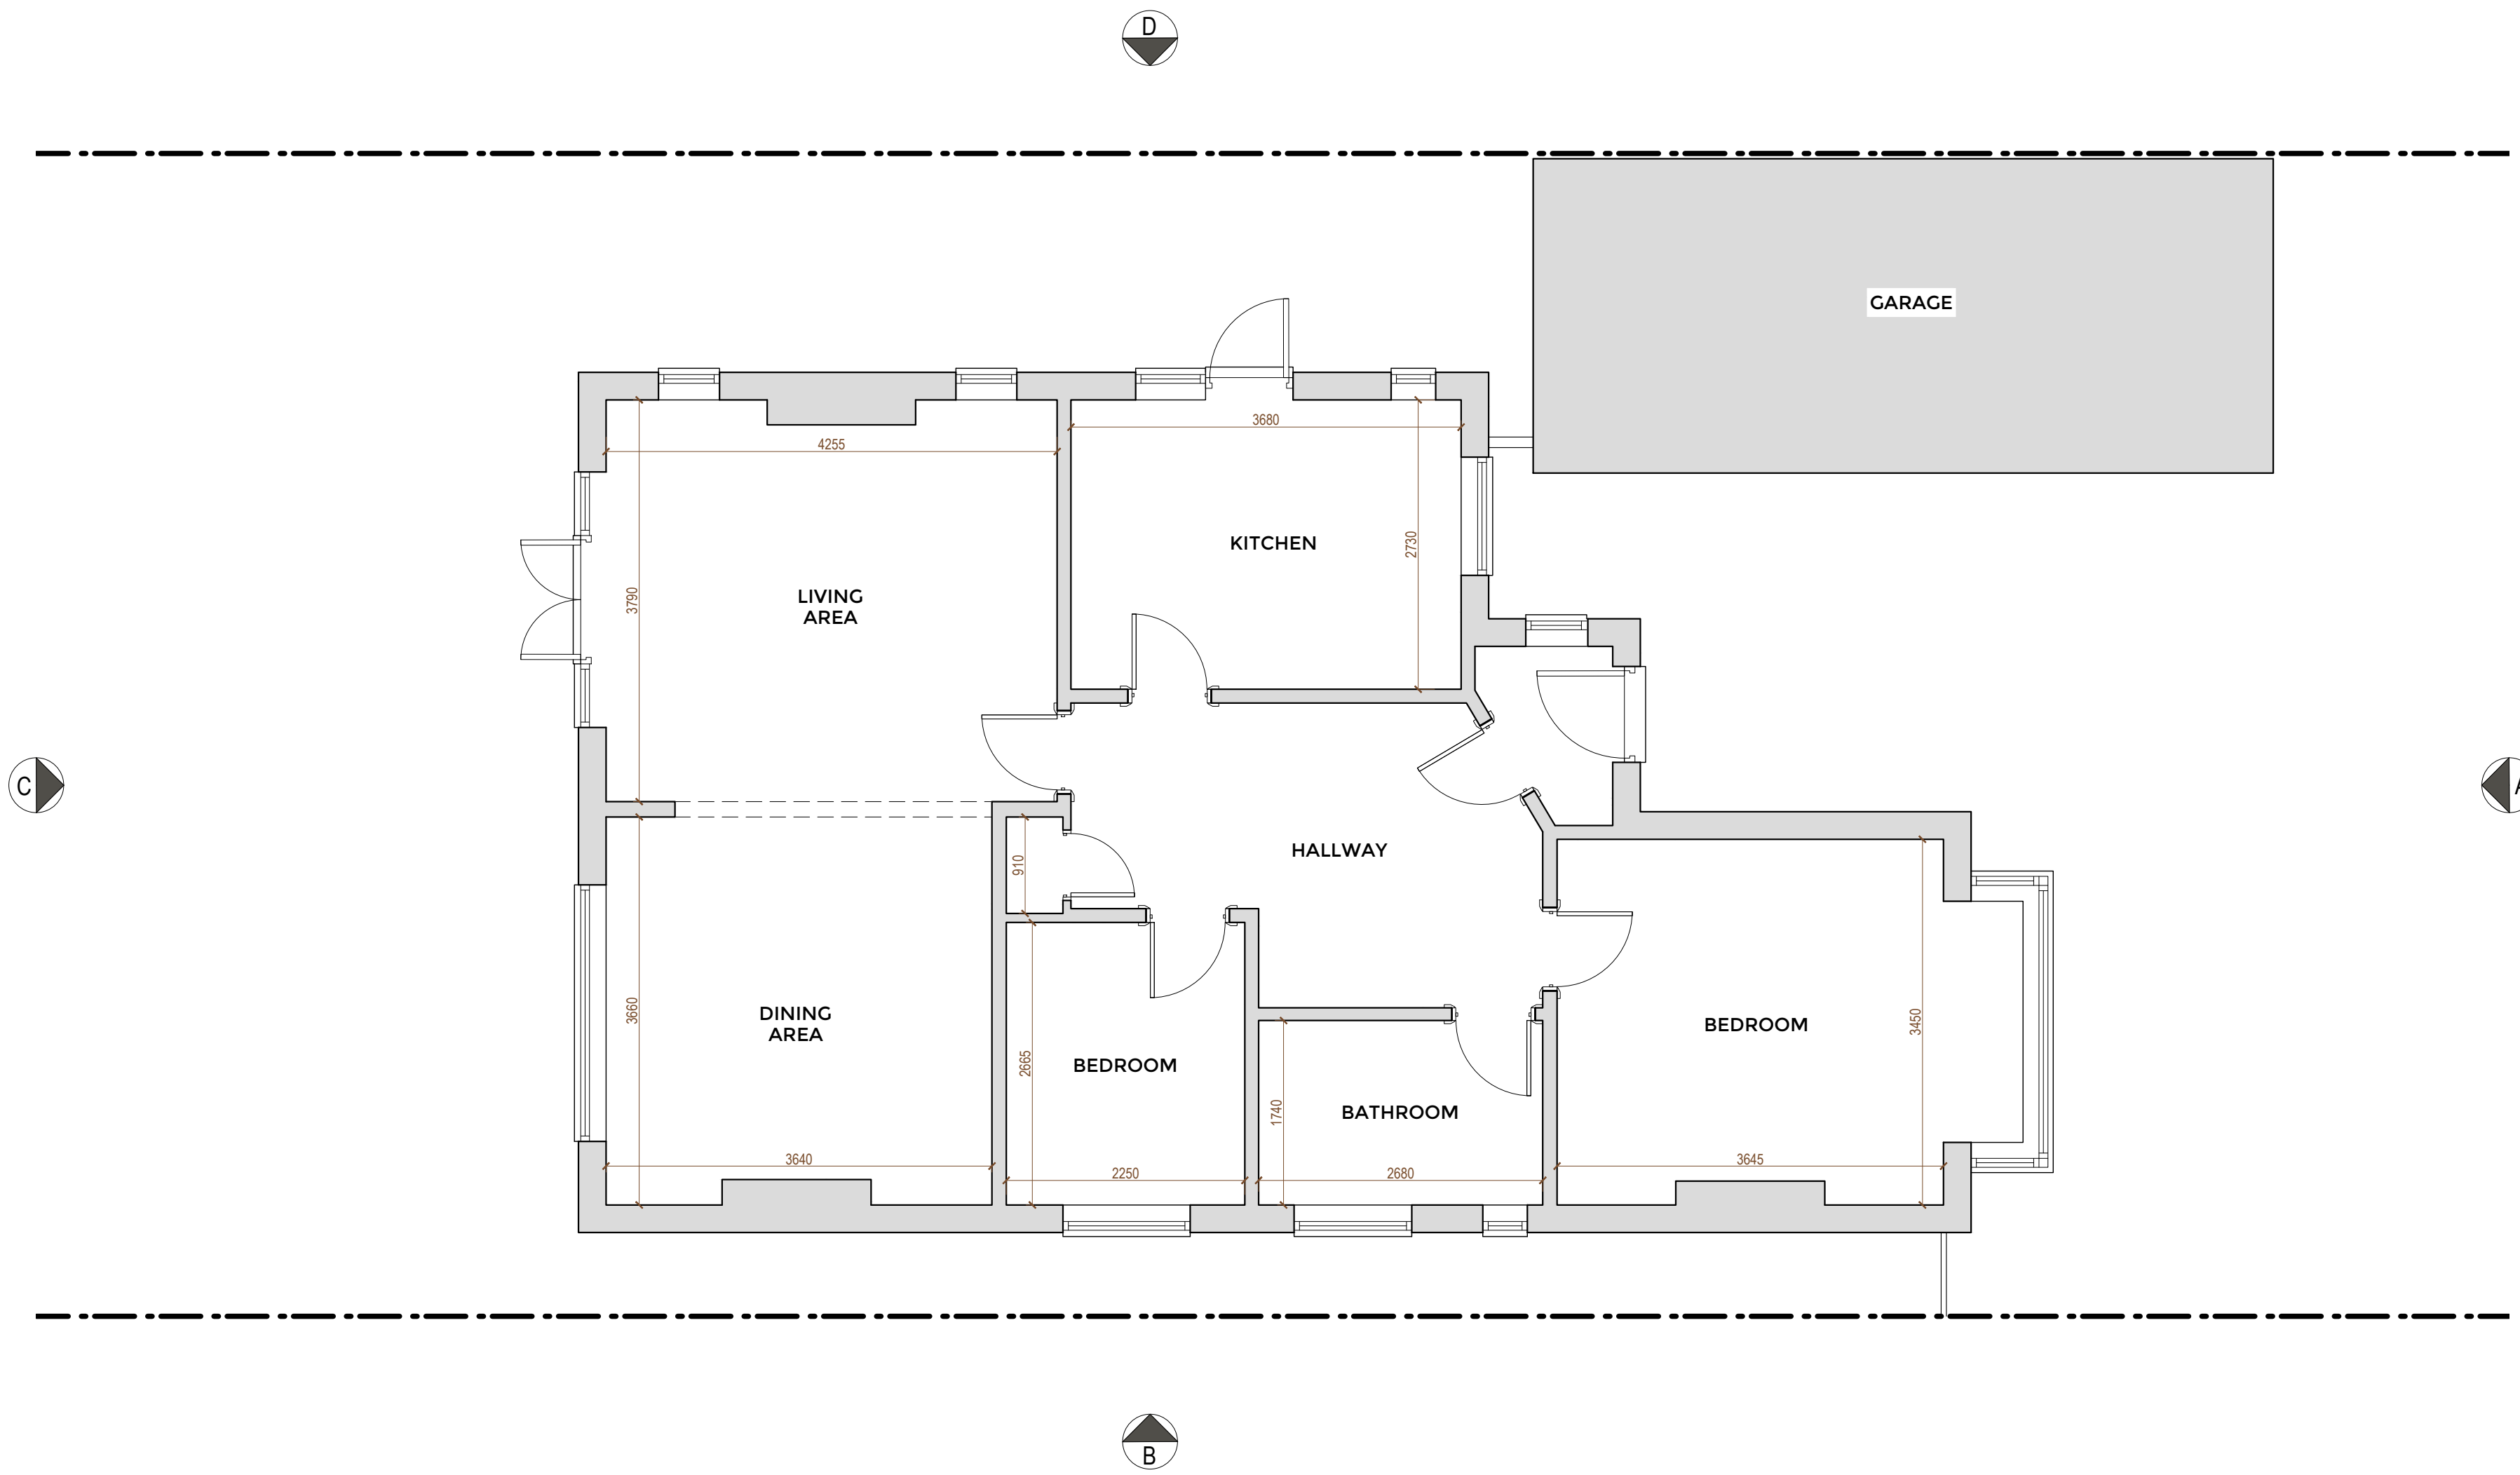 D
GARAGE
3680
4255
KITCHEN
2730
LIVING
AREA
3790
C
A
HALLWAY
910
DINING
AREA
3660
BEDROOM
3450
BEDROOM
2665
BATHROOM
1740
3640
2250
2680
3645
B